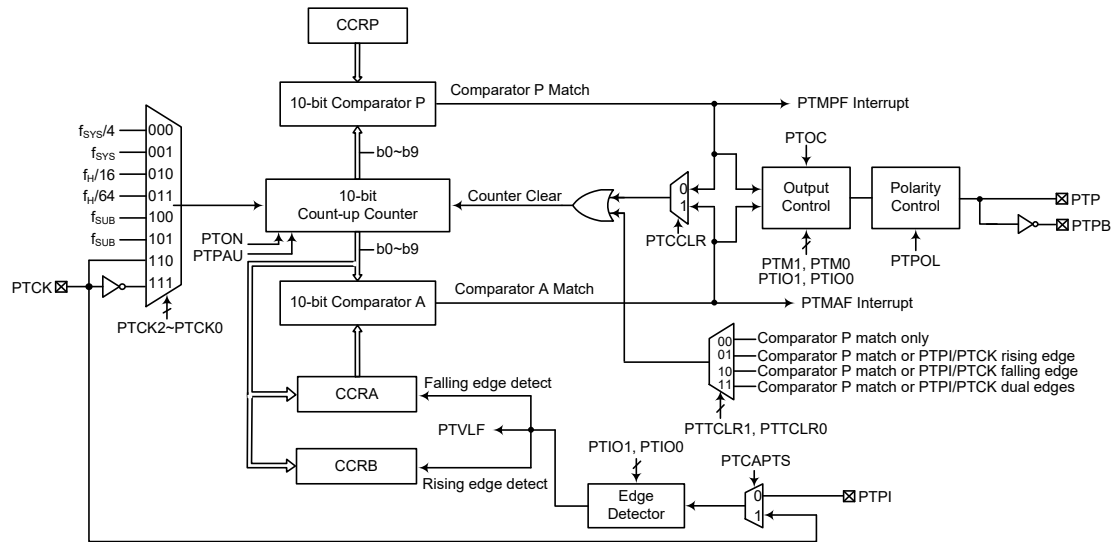 CCRP
10-bit Comparator P
Comparator P Match
PTMPF Interrupt
b0~b9
fSYS/4
000
fSYS
001
fH/16
010
fH/64
011
fSUB
100
fSUB
101
110
111
PTCK
PTCK2~PTCK0
10-bit
Count-up Counter
PTON
PTPAU
Counter Clear
0
1
PTCCLR
PTOC
Output
Control
PTM1, PTM0
PTIO1, PTIO0
Polarity
Control
PTPOL
PTP
PTPB
b0~b9
10-bit Comparator A
Comparator A Match
PTMAF Interrupt
00
Comparator P match only
01
Comparator P match or PTPI/PTCK rising edge
10
Comparator P match or PTPI/PTCK falling edge
11
Comparator P match or PTPI/PTCK dual edges
PTTCLR1, PTTCLR0
CCRA
Falling edge detect
PTVLF
CCRB
Rising edge detect
PTIO1, PTIO0
Edge
Detector
PTCAPTS
0
1
PTPI